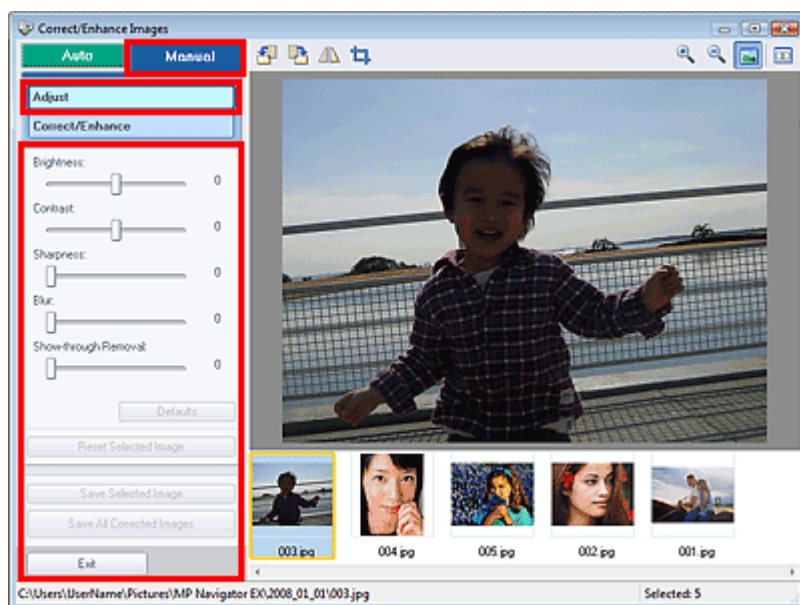 Correct/Enhance Images
Auto
Manual
Adjust
Correct/Enhance
Brightness:
0
Contrast:
0
Sharpness:
0
Blur:
0
Show-through Removal:
0
Defaults
Reset Selected Image
Save Selected Image
Save All Corrected Images
Exit
003.jpg
004.jpg
005.jpg
002.jpg
001.jpg
C:\Users\UserName\Pictures\MP Navigator EX\2008_01_01\003.jpg
Selected: 5